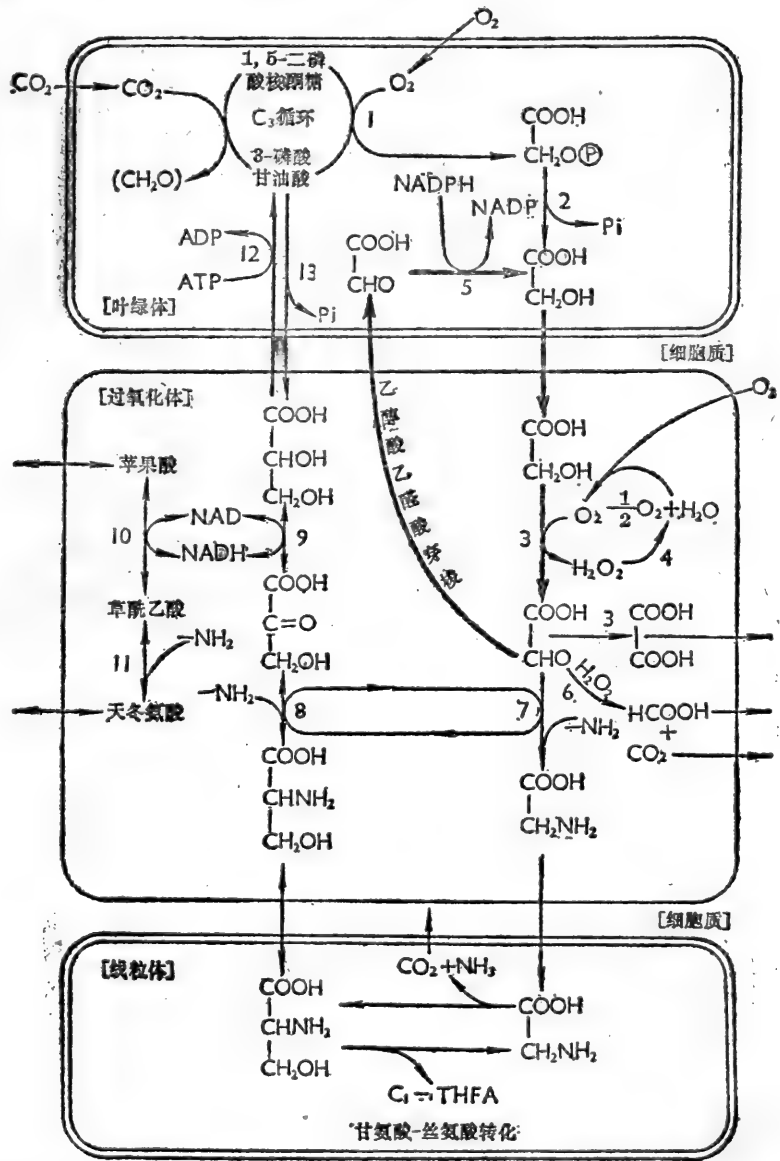 O₂
CO₂
CO₂
1,5-二磷
酸核酮糖
O₂
C₃循环
1
3-磷酸
甘油酸
(CH₂O)
COOH
CH₂OⓅ
NADPH
NADP
2
Pi
ADP
12
ATP
13
Pi
COOH
CHO
5
COOH
CH₂OH
[叶绿体]
[细胞质]
[过氧化体]
O₂
COOH
CHOH
CH₂OH
COOH
CH₂OH
苹果酸
10
NAD
NADH
9
乙醇酸乙醛酸穿梭
3
O₂
1/2 O₂+H₂O
H₂O₂
4
草酰乙酸
COOH
C=O
CH₂OH
COOH
CHO
3
COOH
COOH
11
-NH₂
天冬氨酸
-NH₂
8
7
6
H₂O₂
HCOOH
+
CO₂
-NH₂
COOH
CHNH₂
CH₂OH
COOH
CH₂NH₂
[细胞质]
[线粒体]
CO₂+NH₃
COOH
CHNH₂
CH₂OH
COOH
CH₂NH₂
C₁-THFA
甘氨酸-丝氨酸转化